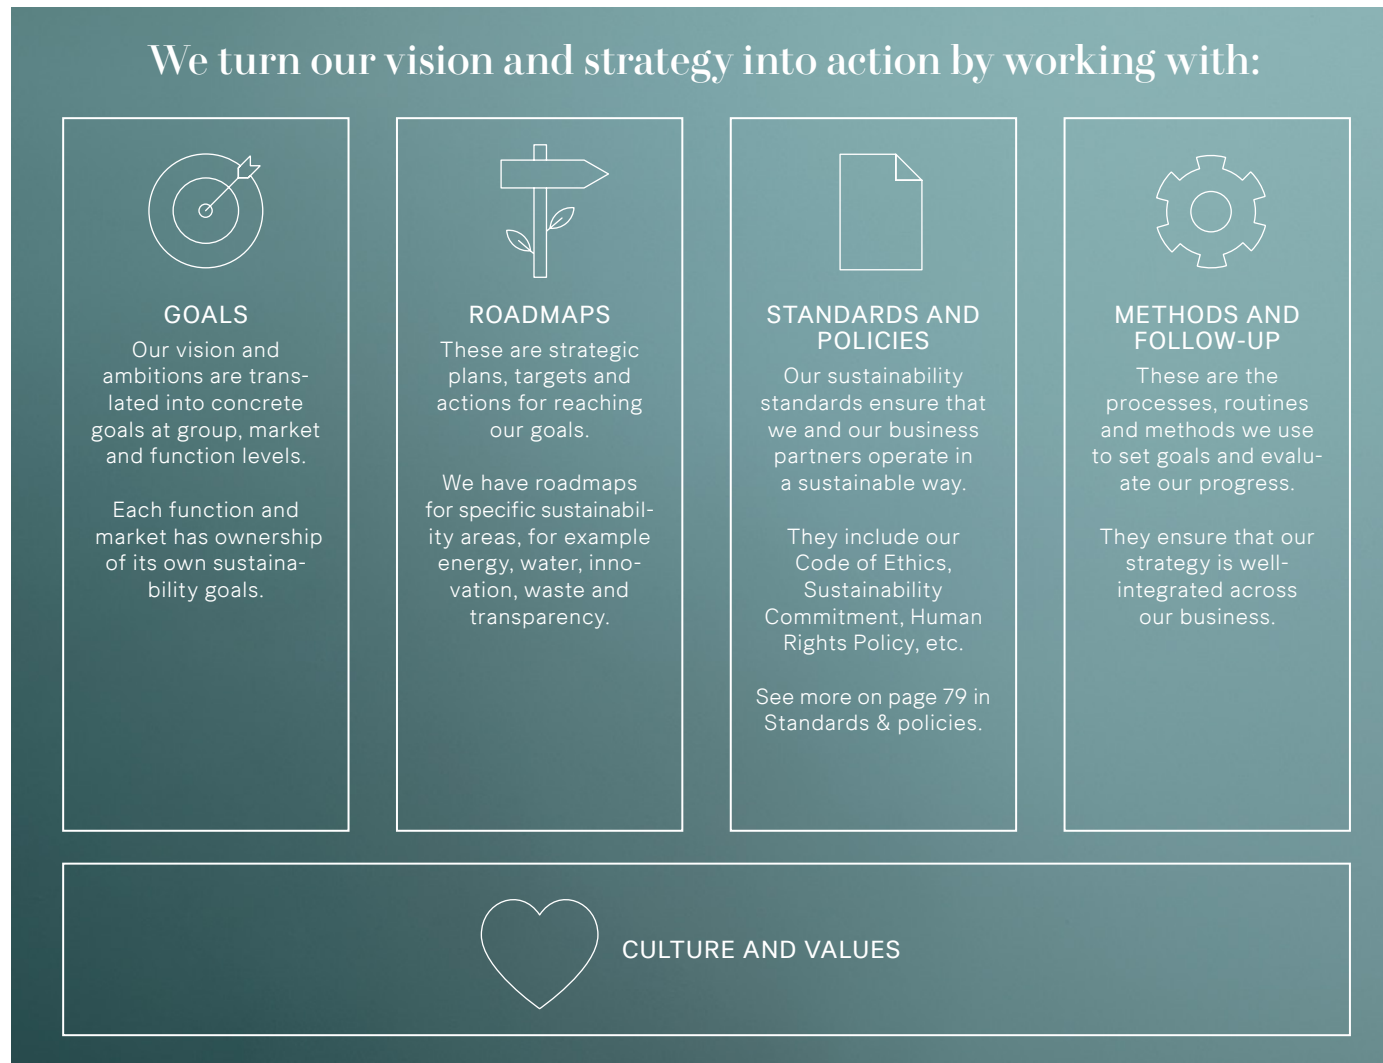 We turn our vision and strategy into action by working with:
GOALS
Our vision and
ambitions are trans-
lated into concrete
goals at group, market
and function levels.
Each function and
market has ownership
of its own sustaina-
bility goals.
ROADMAPS
These are strategic
plans, targets and
actions for reaching
our goals.
We have roadmaps
for specific sustainabil-
ity areas, for example
energy, water, inno-
vation, waste and
transparency.
STANDARDS AND
POLICIES
Our sustainability
standards ensure that
we and our business
partners operate in
a sustainable way.
They include our
Code of Ethics,
Sustainability
Commitment, Human
Rights Policy, etc.
See more on page 79 in
Standards & policies.
METHODS AND
FOLLOW-UP
These are the
processes, routines
and methods we use
to set goals and evalu-
ate our progress.
They ensure that our
strategy is well-
integrated across
our business.
CULTURE AND VALUES